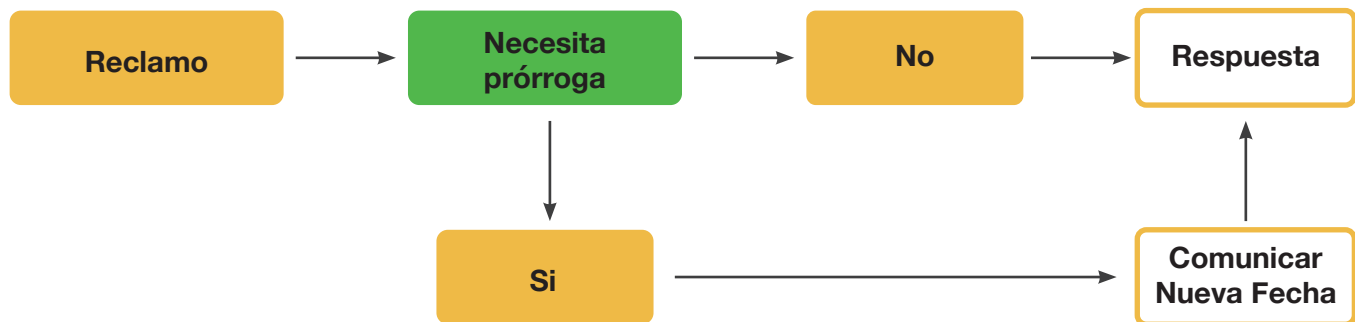 Reclamo
Necesita
prórroga
No
Respuesta
Si
Comunicar
Nueva Fecha